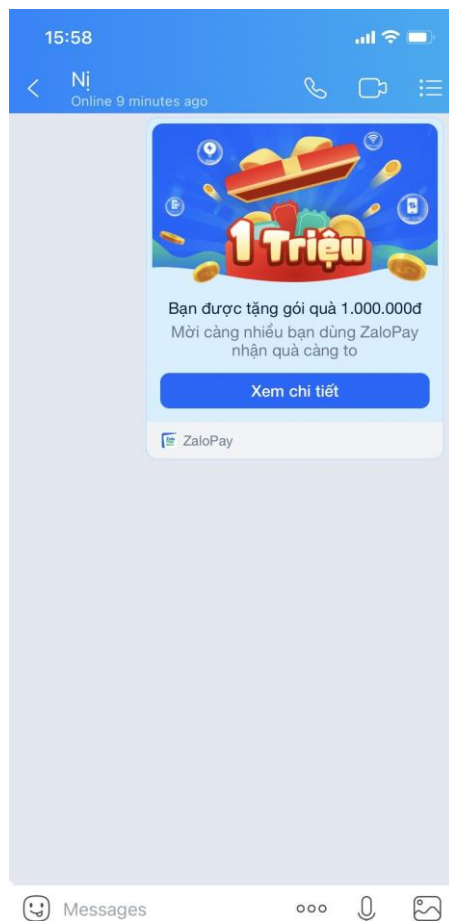 15:58
Nị
Online 9 minutes ago
1 Triệu
Bạn được tặng gói quà 1.000.000đ
Mời càng nhiều bạn dùng ZaloPay
nhận quà càng to
Xem chi tiết
ZaloPay
Messages